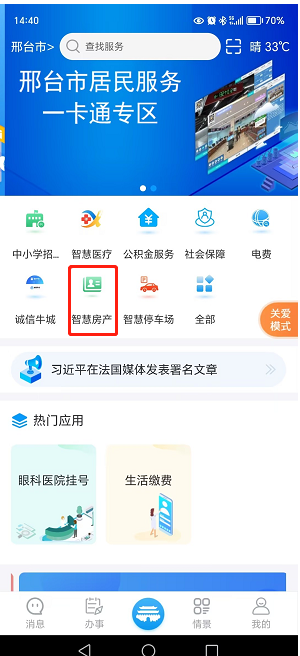 14:40
70%
邢台市>
查找服务
晴 33℃
邢台市居民服务
一卡通专区
中小学招...
智慧医疗
公积金服务
社会保障
电费
诚信牛城
智慧房产
智慧停车场
全部
关爱
模式
习近平在法国媒体发表署名文章
热门应用
眼科医院挂号
生活缴费
消息
办事
情景
我的